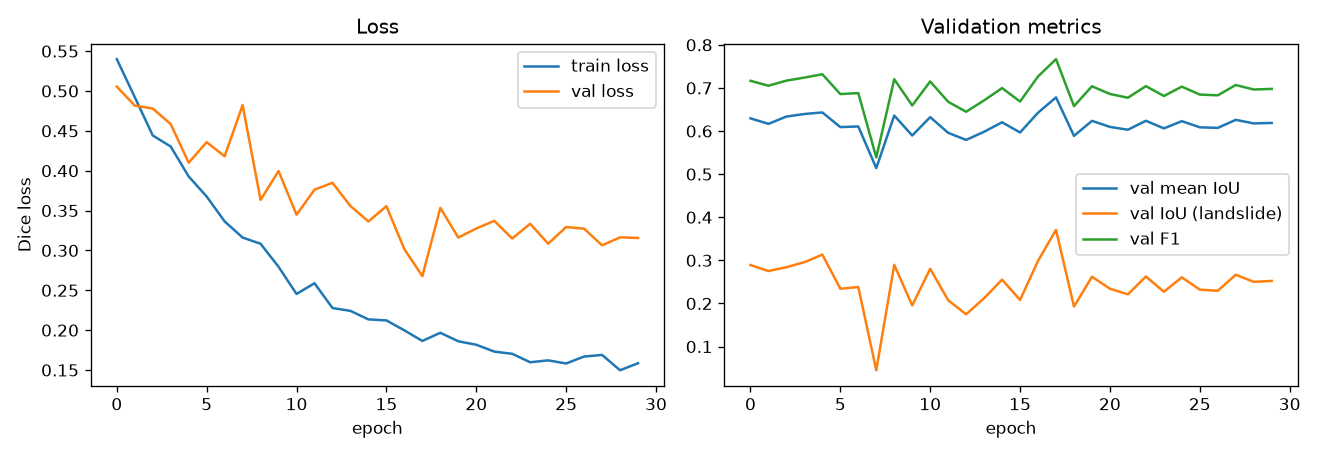 Loss
Dice loss
0.55
0.50
0.45
0.40
0.35
0.30
0.25
0.20
0.15
train loss
val loss
0 5 10 15 20 25 30
epoch
Validation metrics
0.8
0.7
0.6
0.5
0.4
0.3
0.2
0.1
val mean IoU
val IoU (landslide)
val F1
0 5 10 15 20 25 30
epoch